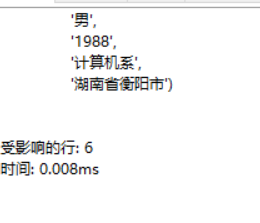 '男',
'1988',
'计算机系',
'湖南省衡阳市')
受影响的行: 6
时间: 0.008ms